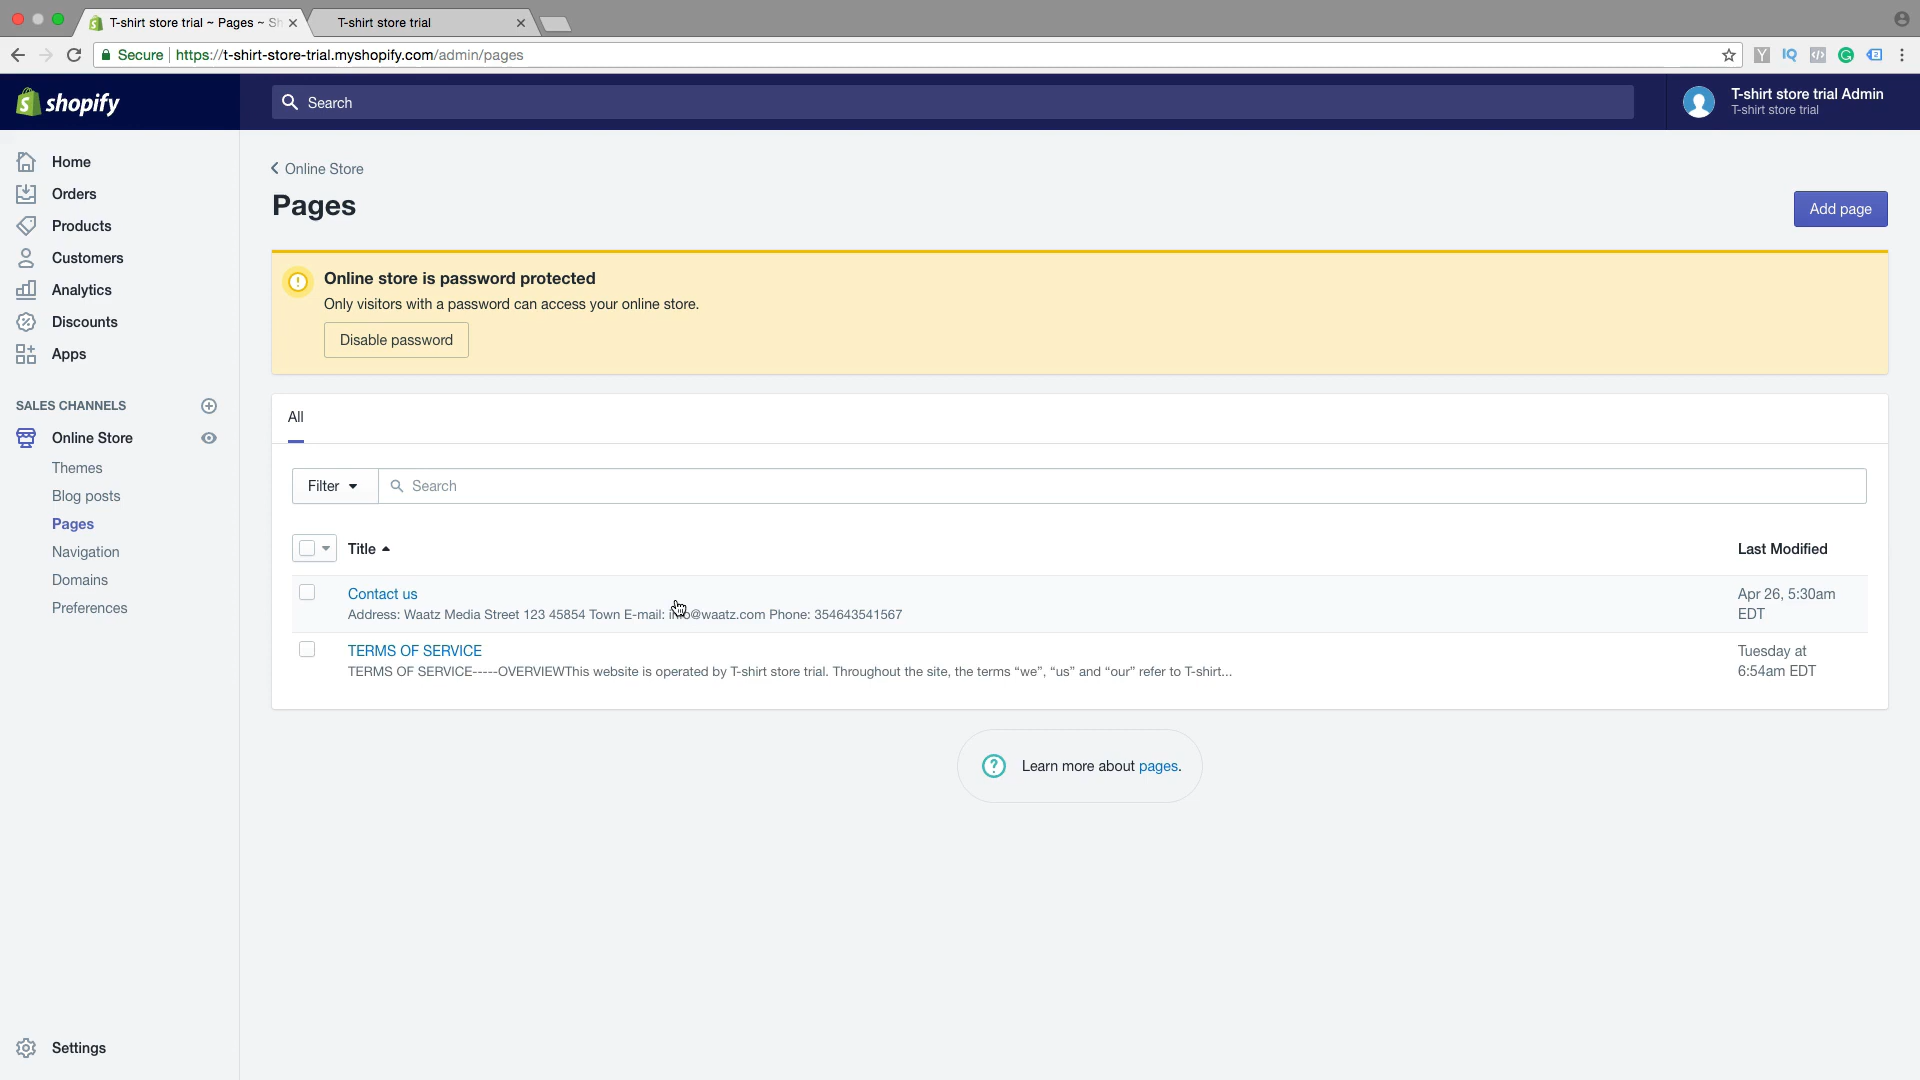 T-shirt store trial ~ Pages ~ Sh
T-shirt store trial
Secure
https://t-shirt-store-trial.myshopify.com/admin/pages
shopify
Search
T-shirt store trial Admin
T-shirt store trial
Home
Orders
Products
Customers
Analytics
Discounts
Apps
SALES CHANNELS
Online Store
Themes
Blog posts
Pages
Navigation
Domains
Preferences
Settings
Online Store
Pages
Add page
Online store is password protected
Only visitors with a password can access your online store.
Disable password
All
Filter
Search
Title
Last Modified
Contact us
Address: Waatz Media Street 123 45854 Town E-mail: info@waatz.com Phone: 354643541567
Apr 26, 5:30am
EDT
TERMS OF SERVICE
TERMS OF SERVICE-----OVERVIEWThis website is operated by T-shirt store trial. Throughout the site, the terms “we”, “us” and “our” refer to T-shirt...
Tuesday at
6:54am EDT
Learn more about pages.